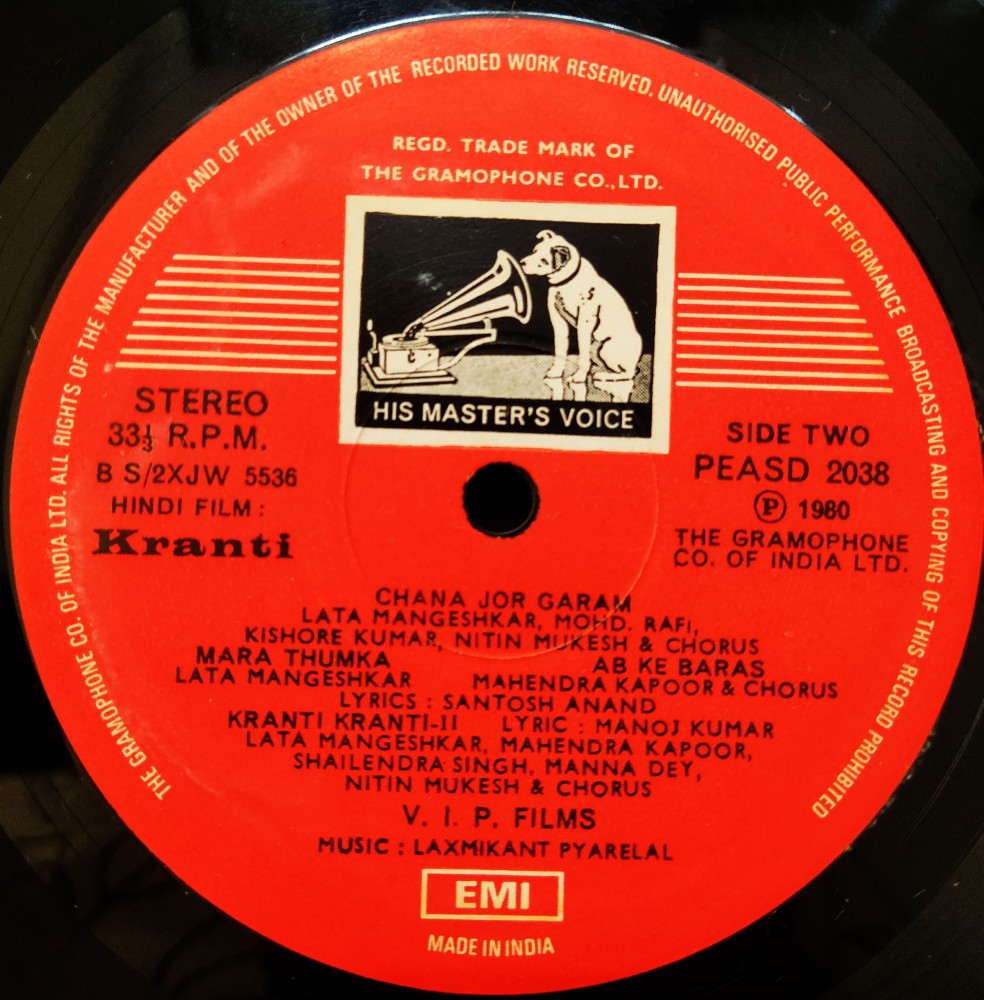 THE GRAMOPHONE CO. OF INDIA LTD. ALL RIGHTS OF THE MANUFACTURER AND OF THE OWNER OF THE RECORDED WORK RESERVED. UNAUTHORISED PUBLIC PERFORMANCE BROADCASTING AND COPYING OF THIS RECORD PROHIBITED
REGD. TRADE MARK OF
THE GRAMOPHONE CO., LTD.
HIS MASTER'S VOICE
STEREO
33⅓ R.P.M.
B S/2XJW 5536
HINDI FILM :
Kranti
SIDE TWO
PEASD 2038
Ⓟ 1980
THE GRAMOPHONE
CO. OF INDIA LTD.
CHANA JOR GARAM
LATA MANGESHKAR, MOHD. RAFI,
KISHORE KUMAR, NITIN MUKESH & CHORUS
MARA THUMKA AB KE BARAS
LATA MANGESHKAR MAHENDRA KAPOOR & CHORUS
LYRICS : SANTOSH ANAND
KRANTI KRANTI-II LYRIC : MANOJ KUMAR
LATA MANGESHKAR, MAHENDRA KAPOOR,
SHAILENDRA SINGH, MANNA DEY,
NITIN MUKESH & CHORUS
V. I. P. FILMS
MUSIC : LAXMIKANT PYARELAL
EMI
MADE IN INDIA